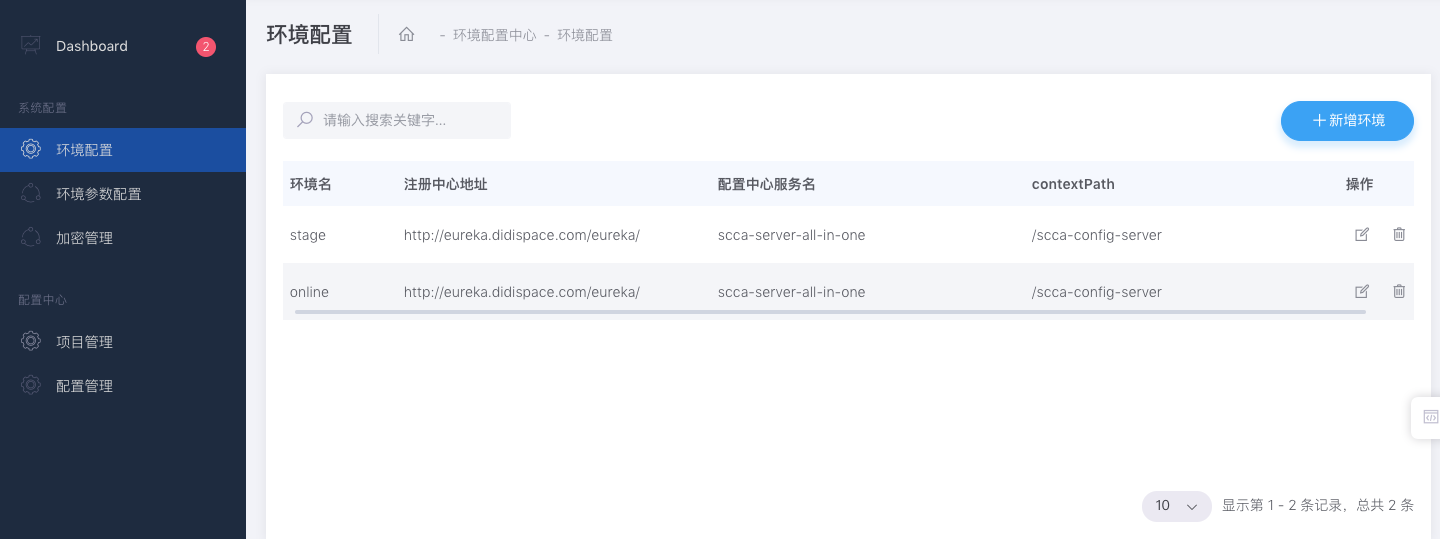 Dashboard 2
系统配置
环境配置
环境参数配置
加密管理
配置中心
项目管理
配置管理
环境配置 - 环境配置中心 - 环境配置
请输入搜索关键字... 新增环境
环境名 注册中心地址 配置中心服务名 contextPath 操作
stage http://eureka.didispace.com/eureka/ scca-server-all-in-one /scca-config-server
online http://eureka.didispace.com/eureka/ scca-server-all-in-one /scca-config-server
10 显示第 1 - 2 条记录，总共 2 条